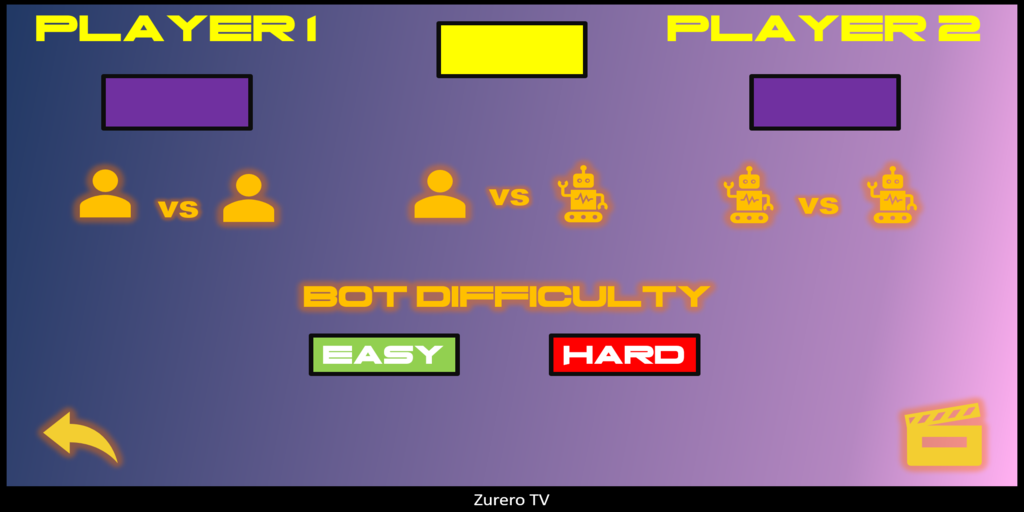 PLAYER 1
PLAYER 2
vs
vs
vs
BOT DIFFICULTY
EASY
HARD
Zurero TV